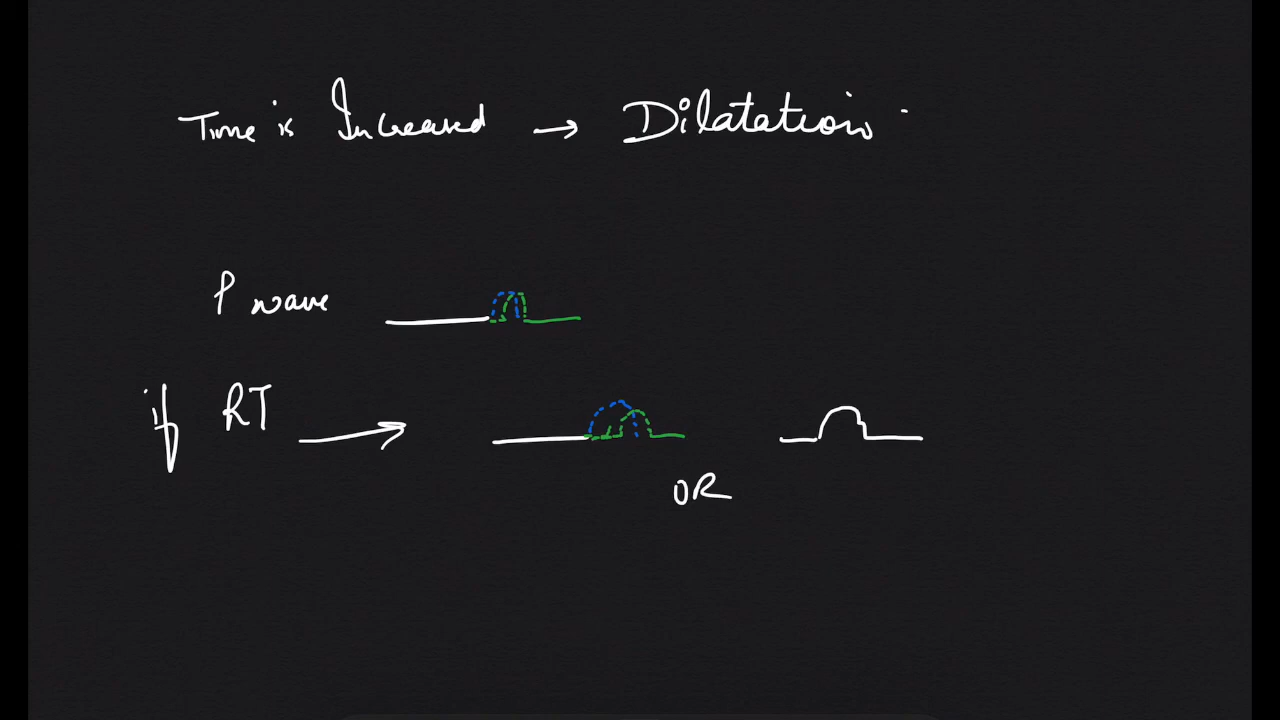 Time is Increased → Dilatation
P wave
if RT →
OR